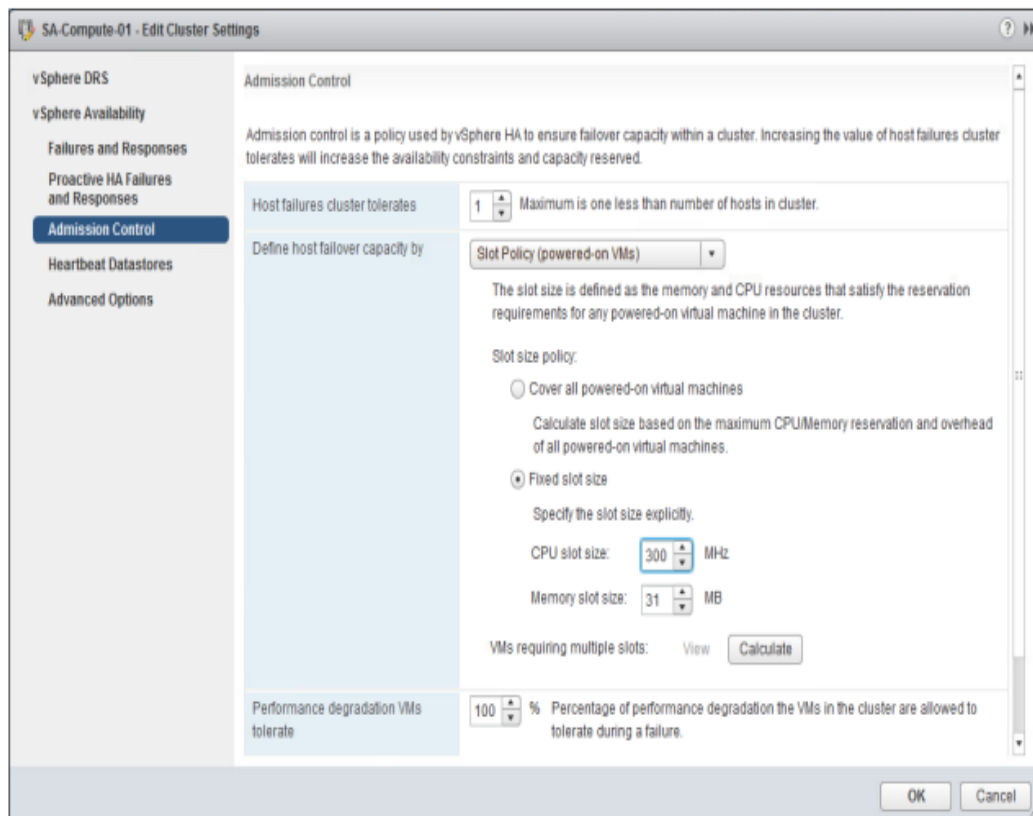 SA-Compute-01 - Edit Cluster Settings
?
vSphere DRS
vSphere Availability
Failures and Responses
Proactive HA Failures
and Responses
Admission Control
Heartbeat Datastores
Advanced Options
Admission Control
Admission control is a policy used by vSphere HA to ensure failover capacity within a cluster. Increasing the value of host failures cluster
tolerates will increase the availability constraints and capacity reserved.
Host failures cluster tolerates
1 Maximum is one less than number of hosts in cluster.
Define host failover capacity by
Slot Policy (powered-on VMs)
The slot size is defined as the memory and CPU resources that satisfy the reservation
requirements for any powered-on virtual machine in the cluster.
Slot size policy:
Cover all powered-on virtual machines
Calculate slot size based on the maximum CPU/Memory reservation and overhead
of all powered-on virtual machines.
Fixed slot size
Specify the slot size explicitly.
CPU slot size: 300 MHz
Memory slot size: 31 MB
VMs requiring multiple slots: View Calculate
Performance degradation VMs
tolerate
100 % Percentage of performance degradation the VMs in the cluster are allowed to
tolerate during a failure.
OK Cancel